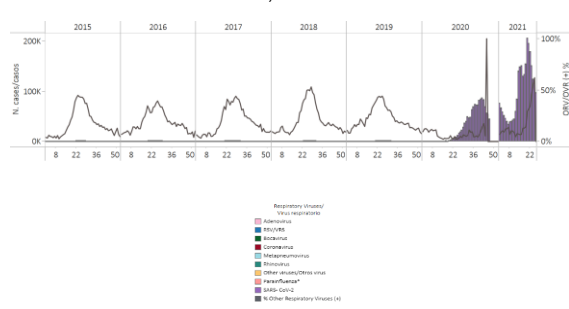 2015 2016 2017 2018 2019 2020 2021
200K
100K
0K
N. cases/casos
100%
50%
0%
DRV/OVR (+) %
8 22 36 50 8 22 36 50 8 22 36 50 8 22 36 50 8 22 36 50 8 22 36 50 8 22
Respiratory Viruses/
Virus respiratorio
Adenovirus
RSV/VRS
Bocavirus
Coronavirus
Metapneumovirus
Rhinovirus
Other viruses/Otros virus
Parainfluenza*
SARS- CoV-2
% Other Respiratory Viruses (+)